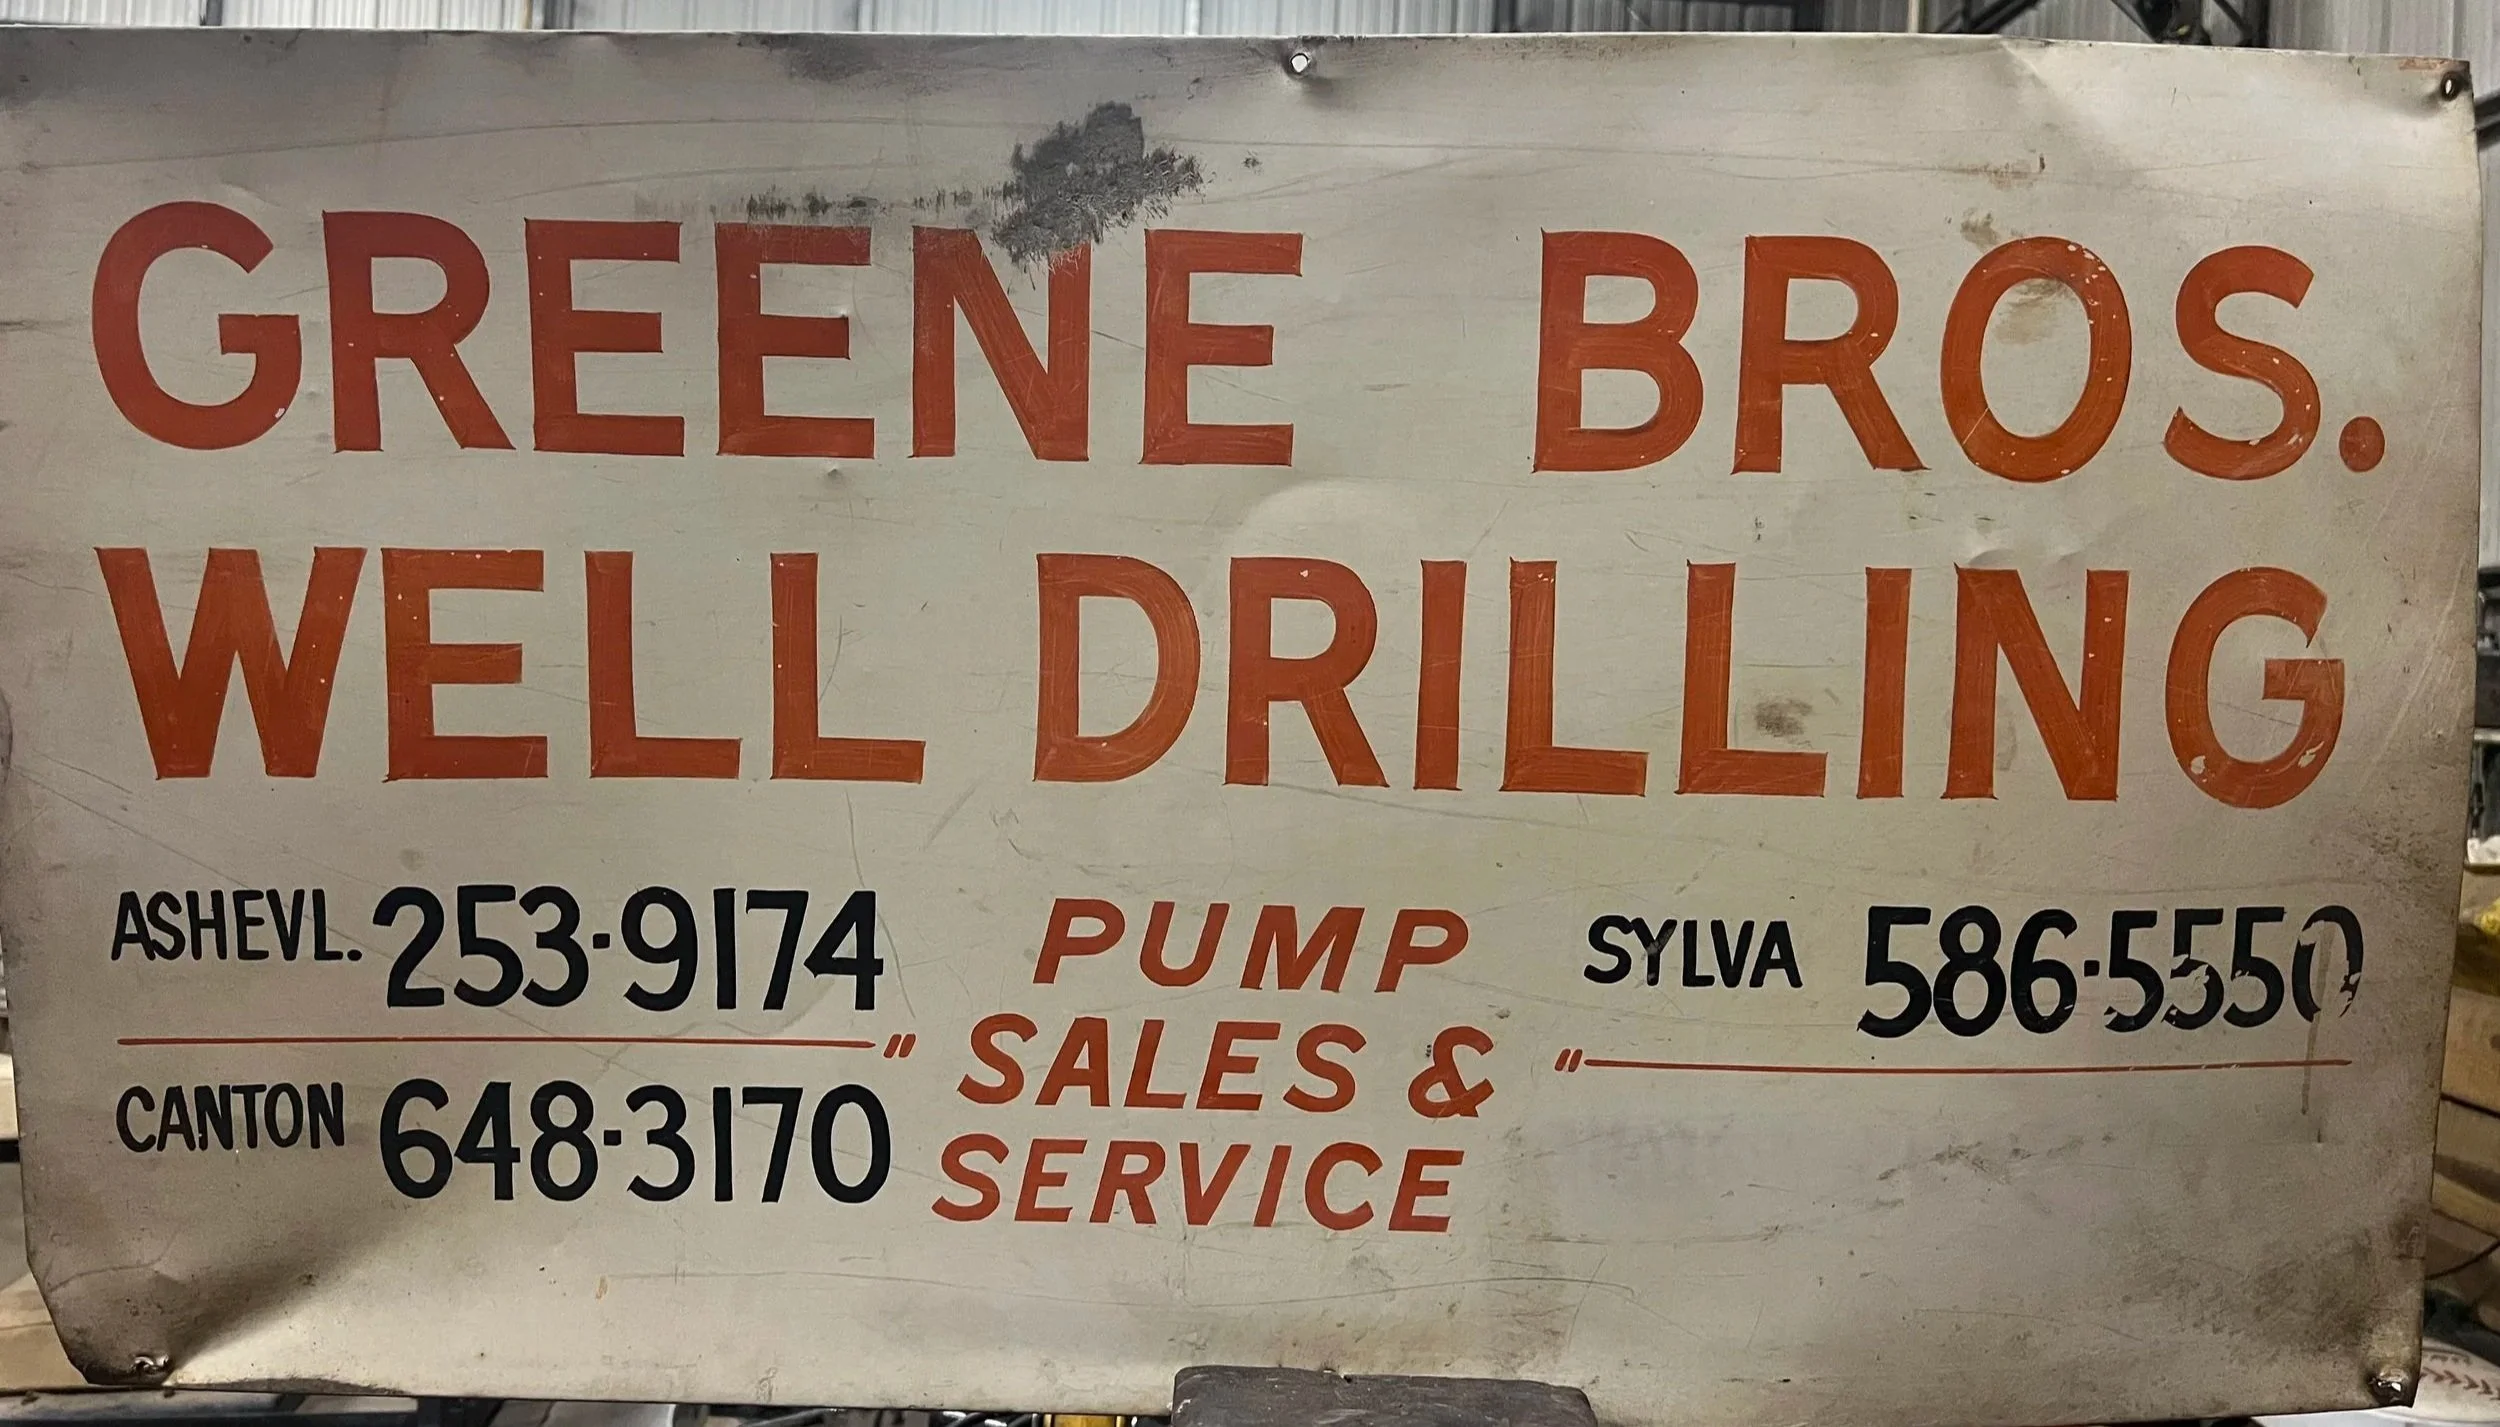 GREENE BROS.
WELL DRILLING
ASHEVL. 253-9174
CANTON 648-3170
" PUMP
SALES &
SERVICE "
SYLVA 586-5550